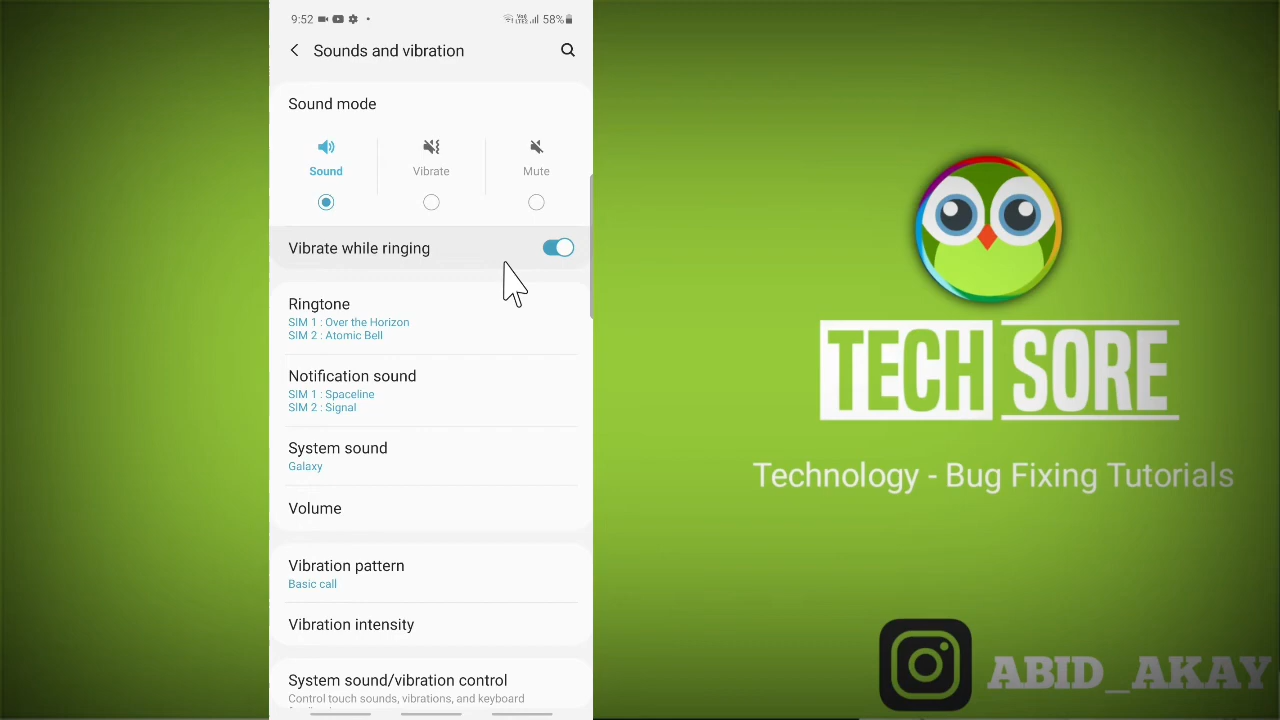 9:52
58%
Sounds and vibration
Sound mode
Sound
Vibrate
Mute
Vibrate while ringing
Ringtone
SIM 1 : Over the Horizon
SIM 2 : Atomic Bell
Notification sound
SIM 1 : Spaceline
SIM 2 : Signal
System sound
Galaxy
Volume
Vibration pattern
Basic call
Vibration intensity
System sound/vibration control
Control touch sounds, vibrations, and keyboard
TECH SORE
Technology - Bug Fixing Tutorials
ABID_AKAY